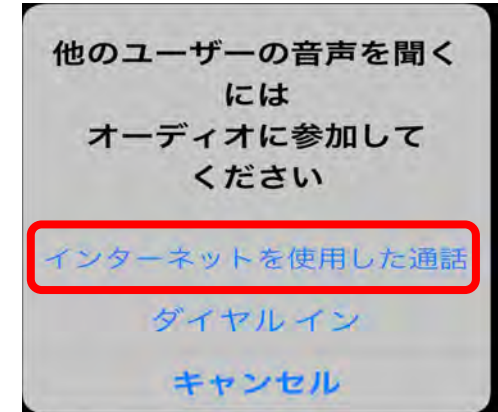 他のユーザーの音声を聞く
には
オーディオに参加して
ください
インターネットを使用した通話
ダイヤル イン
キャンセル